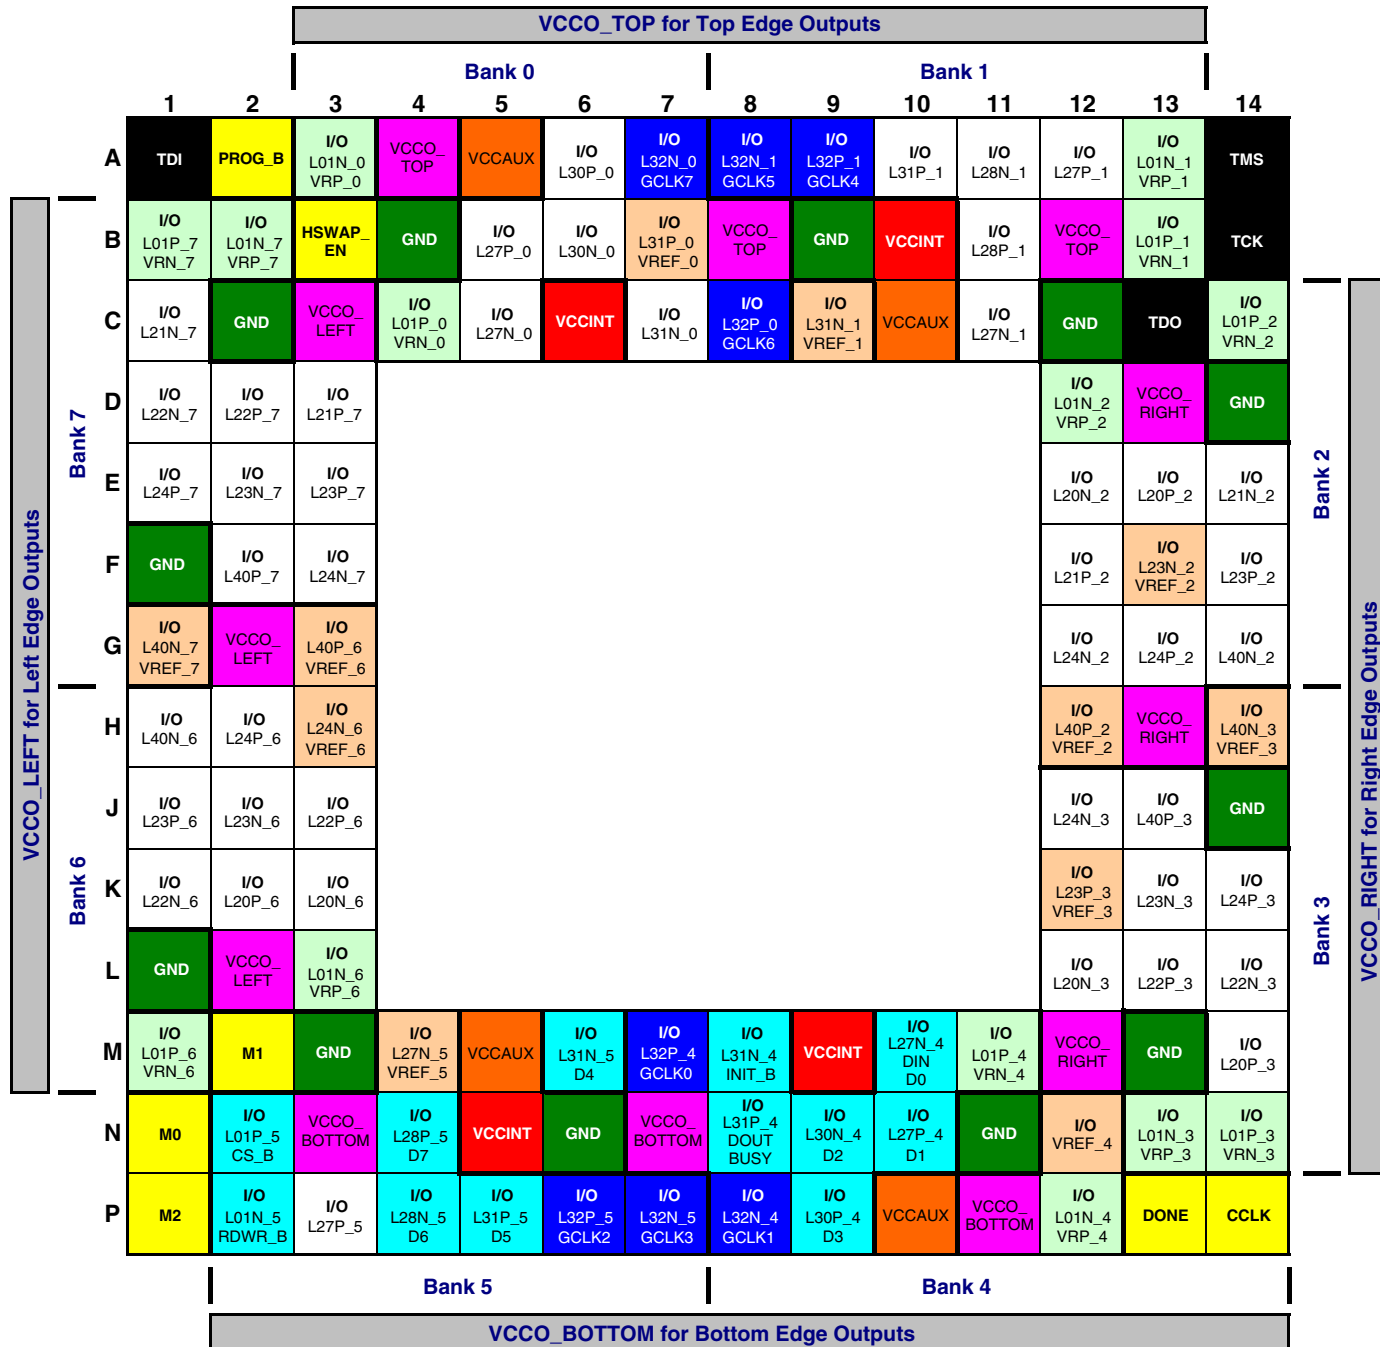 VCCO_TOP for Top Edge Outputs
Bank 0 Bank 1
1 2 3 4 5 6 7 8 9 10 11 12 13 14
A
TDI
PROG_B
I/O
L01N_0
VRP_0
VCCO_
TOP
VCCAUX
I/O
L30P_0
I/O
L32N_0
GCLK7
I/O
L32N_1
GCLK5
I/O
L32P_1
GCLK4
I/O
L31P_1
I/O
L28N_1
I/O
L27P_1
I/O
L01N_1
VRP_1
TMS
B
I/O
L01P_7
VRN_7
I/O
L01N_7
VRP_7
HSWAP_
EN
GND
I/O
L27P_0
I/O
L30N_0
I/O
L31P_0
VREF_0
VCCO_
TOP
GND
VCCINT
I/O
L28P_1
VCCO_
TOP
I/O
L01P_1
VRN_1
TCK
C
I/O
L21N_7
GND
VCCO_
LEFT
I/O
L01P_0
VRN_0
I/O
L27N_0
VCCINT
I/O
L31N_0
I/O
L32P_0
GCLK6
I/O
L31N_1
VREF_1
VCCAUX
I/O
L27N_1
GND
TDO
I/O
L01P_2
VRN_2
D
I/O
L22N_7
I/O
L22P_7
I/O
L21P_7
I/O
L01N_2
VRP_2
VCCO_
RIGHT
GND
Bank 7
E
I/O
L24P_7
I/O
L23N_7
I/O
L23P_7
I/O
L20N_2
I/O
L20P_2
I/O
L21N_2
Bank 2
F
GND
I/O
L40P_7
I/O
L24N_7
I/O
L21P_2
I/O
L23N_2
VREF_2
I/O
L23P_2
G
I/O
L40N_7
VREF_7
VCCO_
LEFT
I/O
L40P_6
VREF_6
I/O
L24N_2
I/O
L24P_2
I/O
L40N_2
VCCO_LEFT for Left Edge Outputs
VCCO_RIGHT for Right Edge Outputs
H
I/O
L40N_6
I/O
L24P_6
I/O
L24N_6
VREF_6
I/O
L40P_2
VREF_2
VCCO_
RIGHT
I/O
L40N_3
VREF_3
J
I/O
L23P_6
I/O
L23N_6
I/O
L22P_6
I/O
L24N_3
I/O
L40P_3
GND
Bank 6
K
I/O
L22N_6
I/O
L20P_6
I/O
L20N_6
I/O
L23P_3
VREF_3
I/O
L23N_3
I/O
L24P_3
Bank 3
L
GND
VCCO_
LEFT
I/O
L01N_6
VRP_6
I/O
L20N_3
I/O
L22P_3
I/O
L22N_3
M
I/O
L01P_6
VRN_6
M1
GND
I/O
L27N_5
VREF_5
VCCAUX
I/O
L31N_5
D4
I/O
L32P_4
GCLK0
I/O
L31N_4
INIT_B
VCCINT
I/O
L27N_4
DIN
D0
I/O
L01P_4
VRN_4
VCCO_
RIGHT
GND
I/O
L20P_3
N
M0
I/O
L01P_5
CS_B
VCCO_
BOTTOM
I/O
L28P_5
D7
VCCINT
GND
VCCO_
BOTTOM
I/O
L31P_4
DOUT
BUSY
I/O
L30N_4
D2
I/O
L27P_4
D1
GND
I/O
VREF_4
I/O
L01N_3
VRP_3
I/O
L01P_3
VRN_3
P
M2
I/O
L01N_5
RDWR_B
I/O
L27P_5
I/O
L28N_5
D6
I/O
L31P_5
D5
I/O
L32P_5
GCLK2
I/O
L32N_5
GCLK3
I/O
L32N_4
GCLK1
I/O
L30P_4
D3
VCCAUX
VCCO_
BOTTOM
I/O
L01N_4
VRP_4
DONE
CCLK
Bank 5 Bank 4
VCCO_BOTTOM for Bottom Edge Outputs